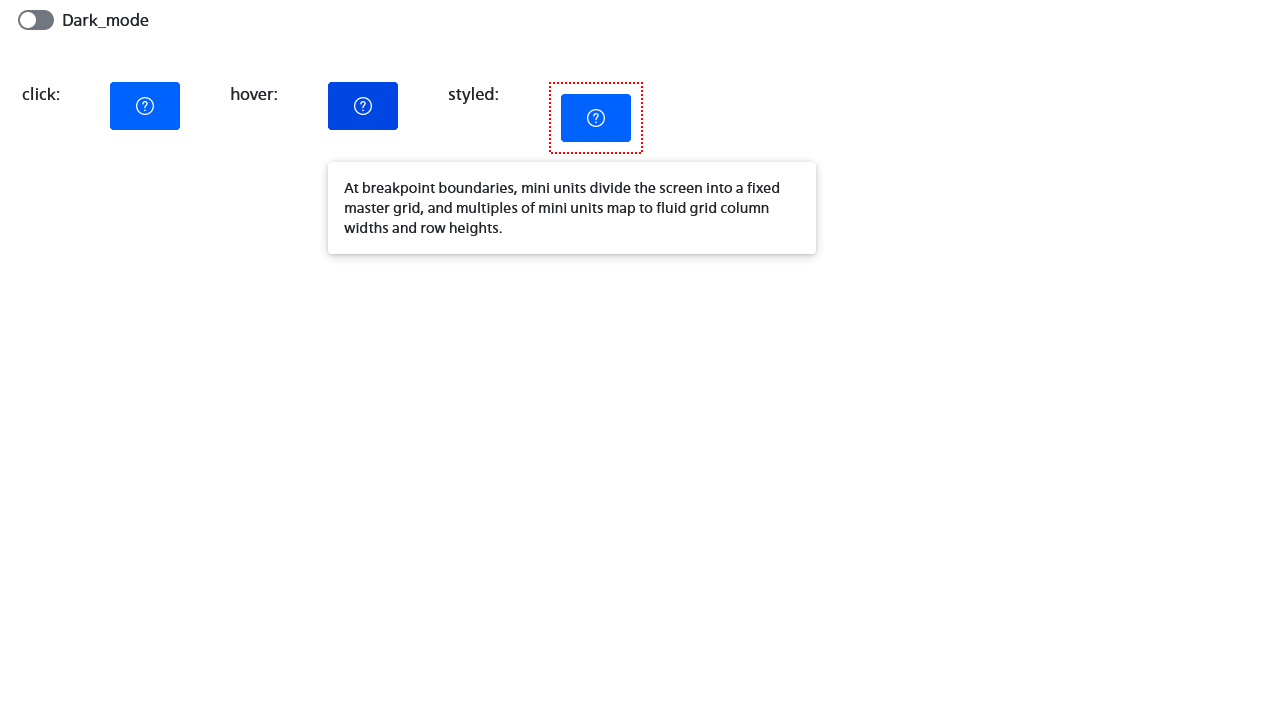 Dark_mode
click:
hover:
styled:
At breakpoint boundaries, mini units divide the screen into a fixed
master grid, and multiples of mini units map to fluid grid column
widths and row heights.